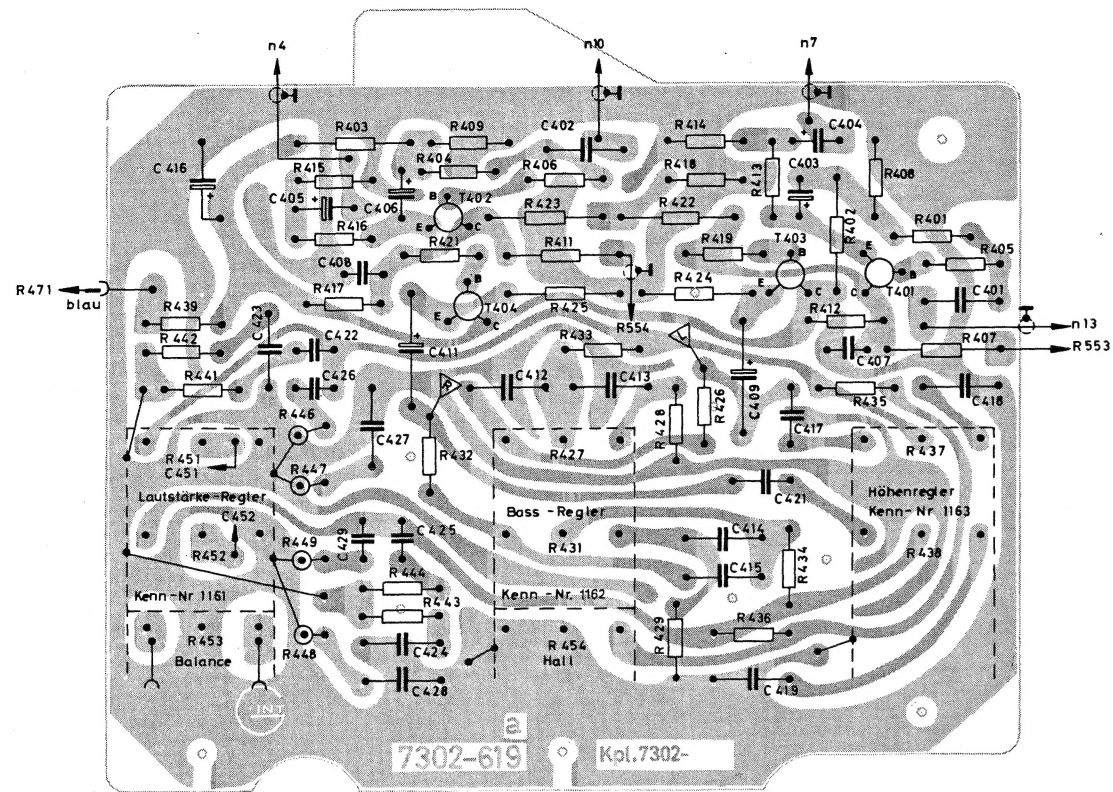 n4
n10
n7
R403
R409
C402
R414
C404
C416
R415
R404
R406
R418
R413
C403
R408
C405
C406
T402
B
E
C
R423
R422
R402
R401
R416
R421
R411
R419
T403
B
E
C
E
B
C
T401
R405
C408
R417
B
E
C
T404
R425
R424
R412
C401
R471
blau
R439
C423
R442
C422
C411
R433
R554
L
C407
n13
R407
R553
R441
C426
R
C412
C413
R426
C409
R435
C418
R446
C427
R432
R428
C417
R451
C451
R447
R427
R437
Lautstärke-Regler
C421
Höhenregler
Kenn-Nr 1163
C452
Bass-Regler
R452
R449
C429
C425
R431
C414
R434
R438
C415
R444
Kenn-Nr 1161
R443
Kenn-Nr. 1162
R453
R448
C424
R454
R429
R436
Balance
Hall
C428
C419
INT
a
7302-619
Kpl.7302-